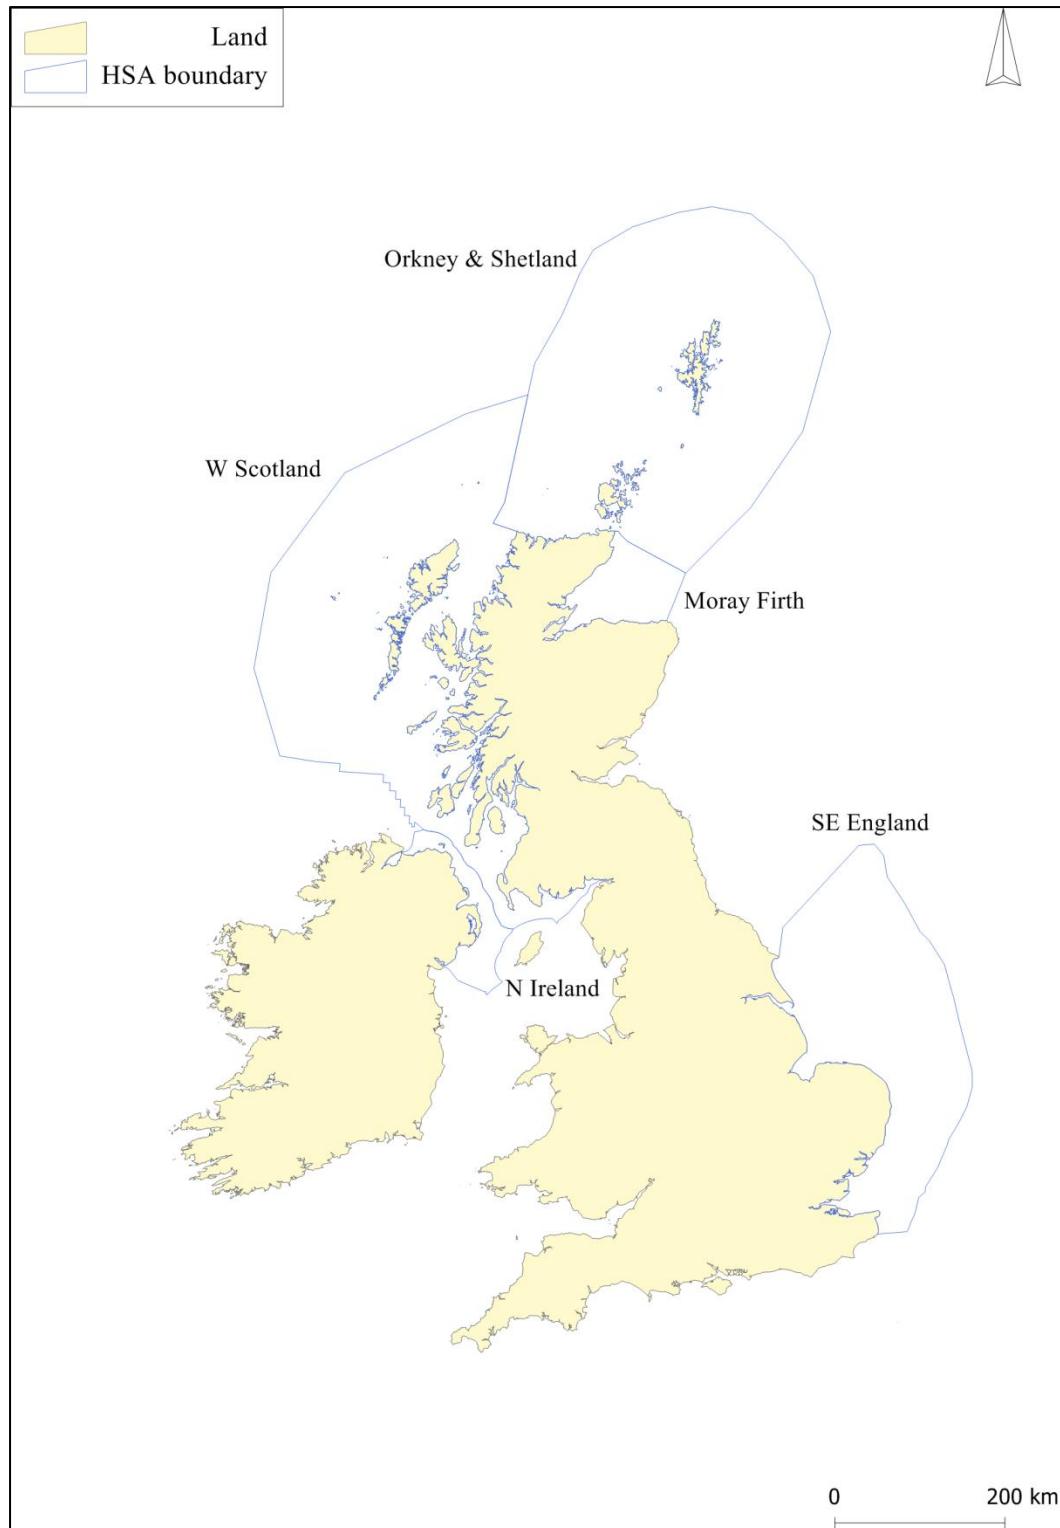 Land
HSA boundary
Orkney & Shetland
W Scotland
Moray Firth
SE England
N Ireland
0 200 km